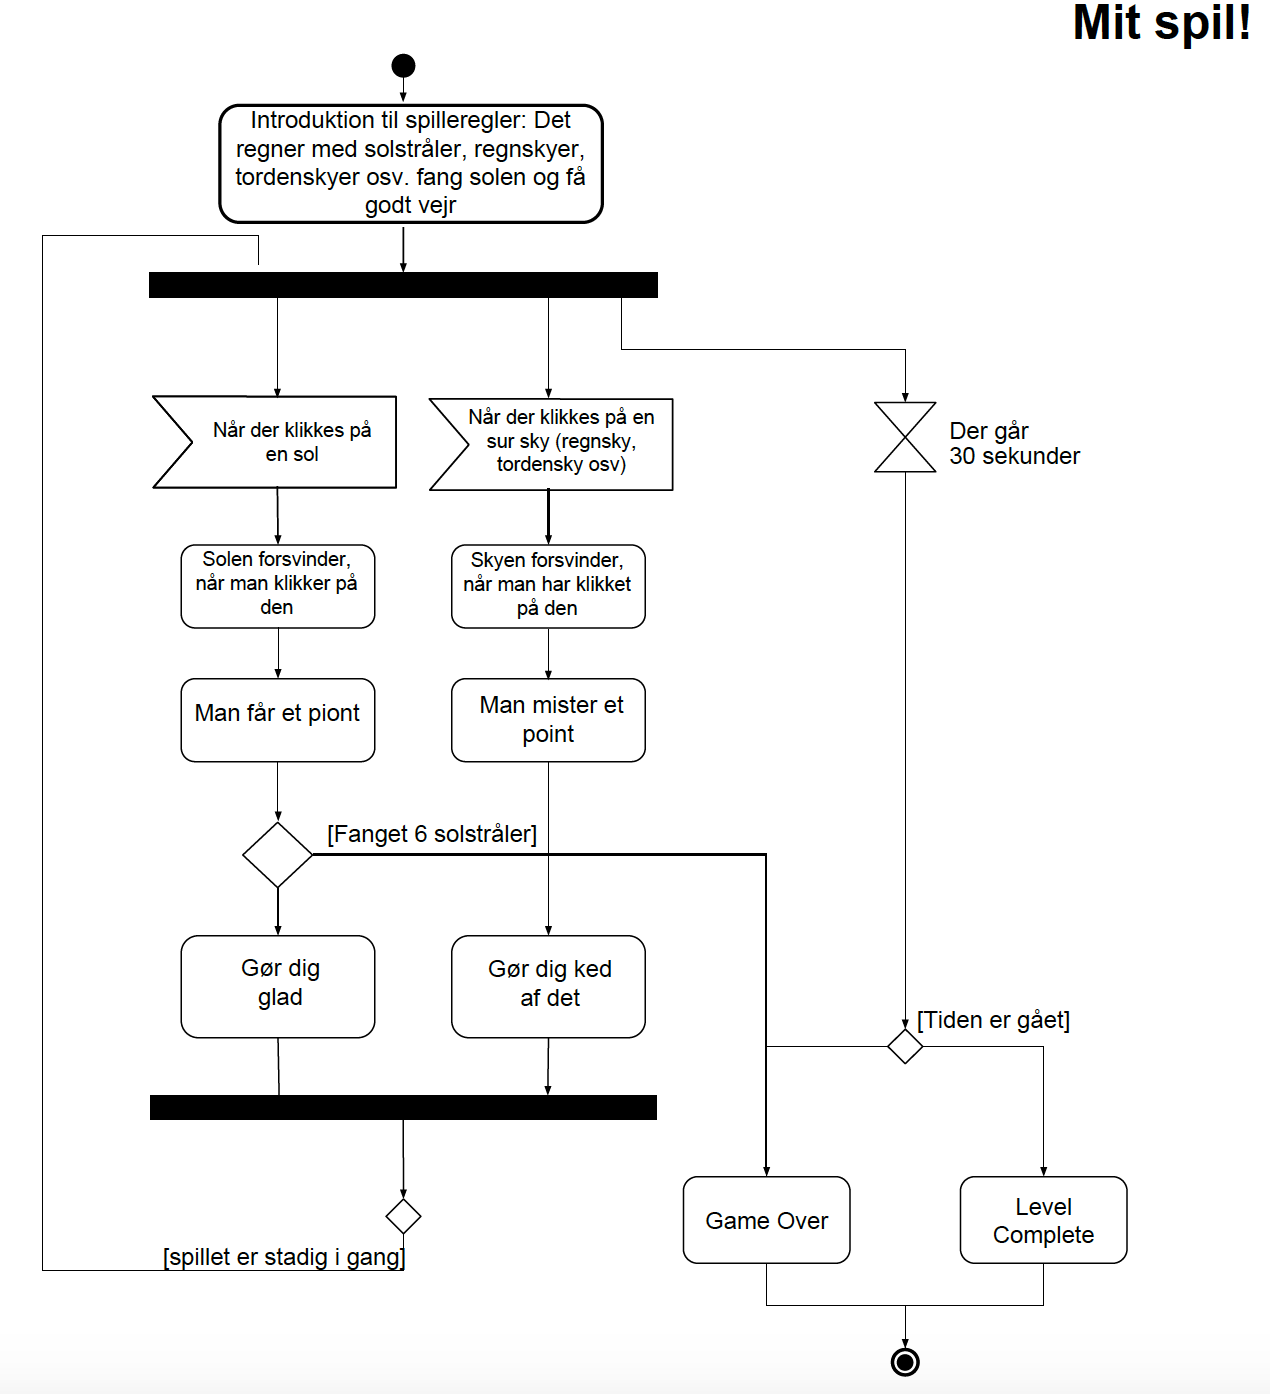 Mit spil!
Introduktion til spilleregler: Det
regner med solstråler, regnskyer,
tordenskyer osv. fang solen og få
godt vejr
Når der klikkes på
en sol
Når der klikkes på en
sur sky (regnsky,
tordensky osv)
Der går
30 sekunder
Solen forsvinder,
når man klikker på
den
Skyen forsvinder,
når man har klikket
på den
Man får et piont
Man mister et
point
[Fanget 6 solstråler]
Gør dig
glad
Gør dig ked
af det
[Tiden er gået]
Game Over
Level
Complete
[spillet er stadig i gang]